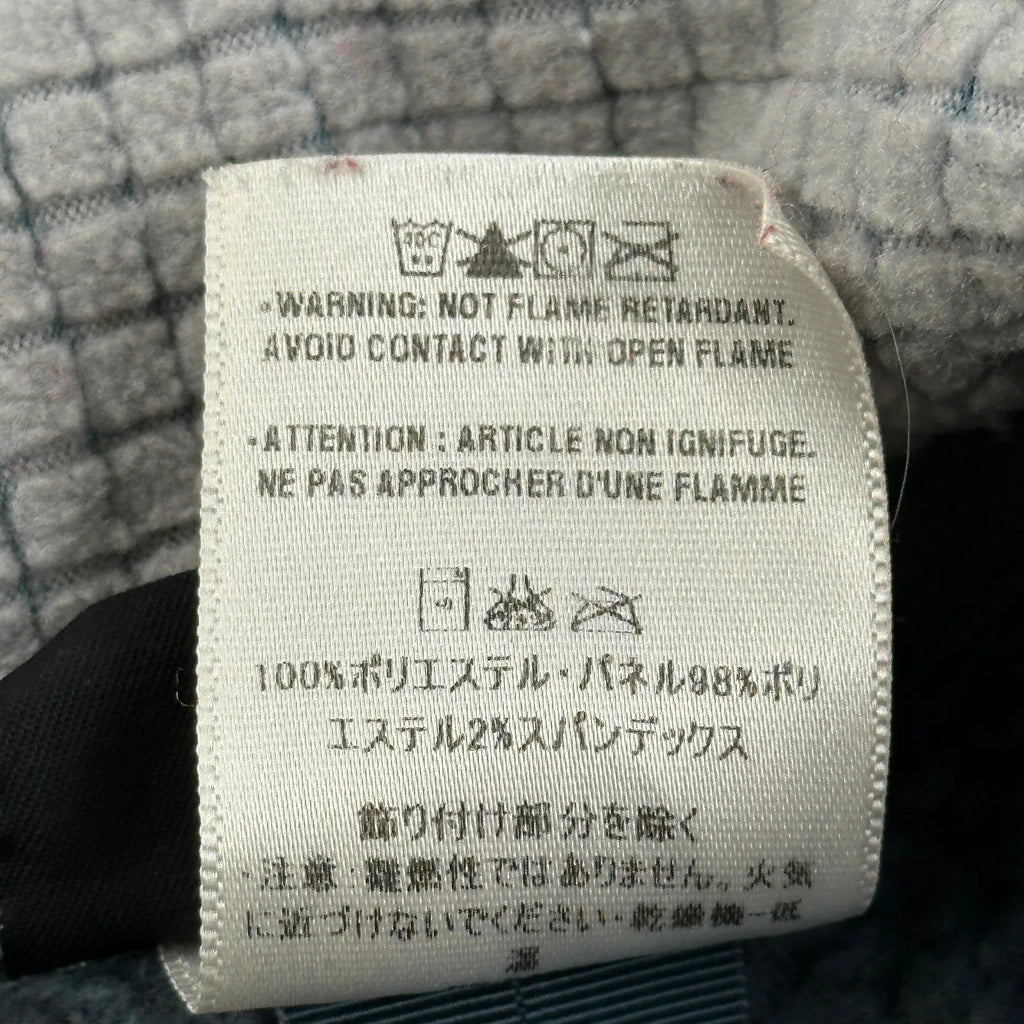 •WARNING: NOT FLAME RETARDANT.
AVOID CONTACT WITH OPEN FLAME
•ATTENTION : ARTICLE NON IGNIFUGE.
NE PAS APPROCHER D'UNE FLAMME
100%ポリエステル・パネル98%ポリ
エステル2%スパンデックス
飾り付け部分を除く
・注意：難燃性ではありません。火気
に近づけないでください・乾燥機－低
温